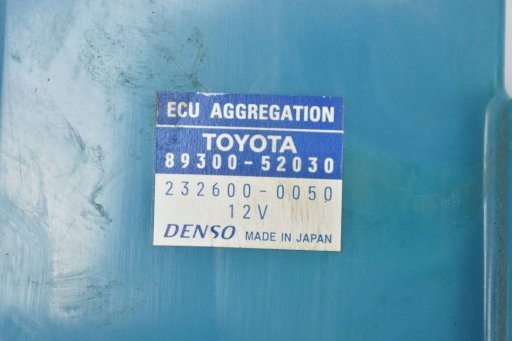 ECU AGGREGATION
TOYOTA
89300-52030
232600-0050
12V
DENSO MADE IN JAPAN